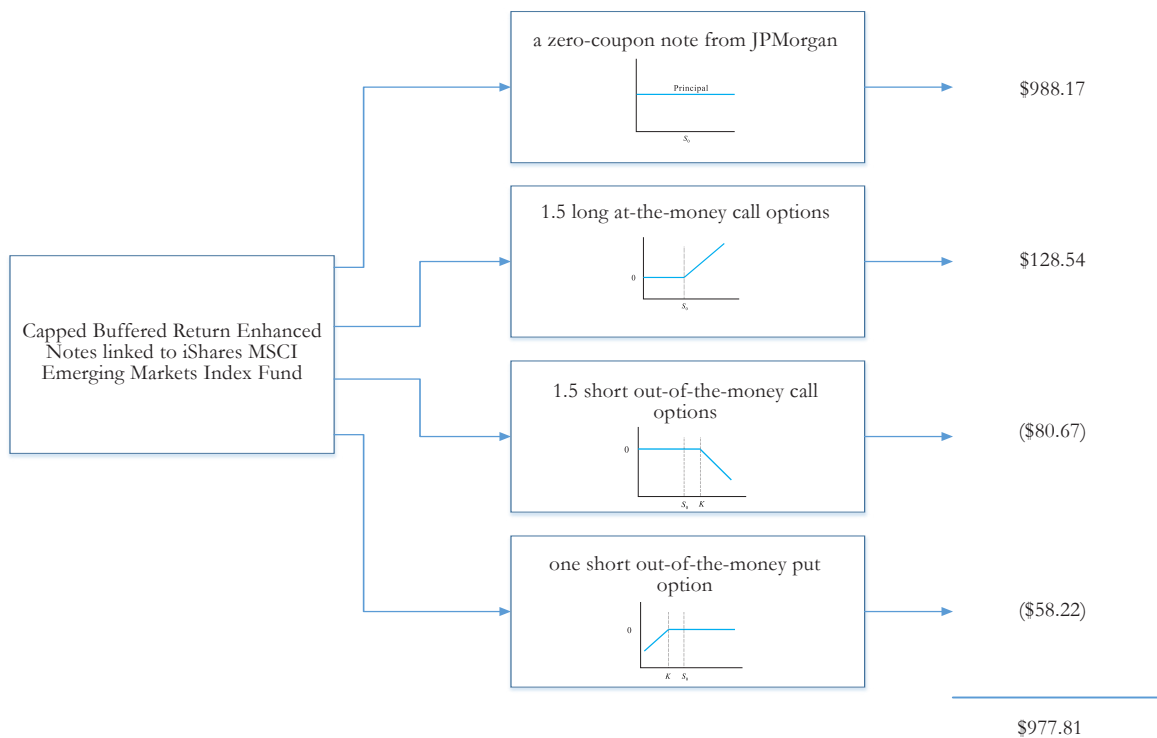 a zero-coupon note from JPMorgan
Principal
S₀
$988.17
1.5 long at-the-money call options
0
S₀
$128.54
Capped Buffered Return Enhanced
Notes linked to iShares MSCI
Emerging Markets Index Fund
1.5 short out-of-the-money call
options
0
S₀ K
($80.67)
one short out-of-the-money put
option
0
K S₀
($58.22)
$977.81